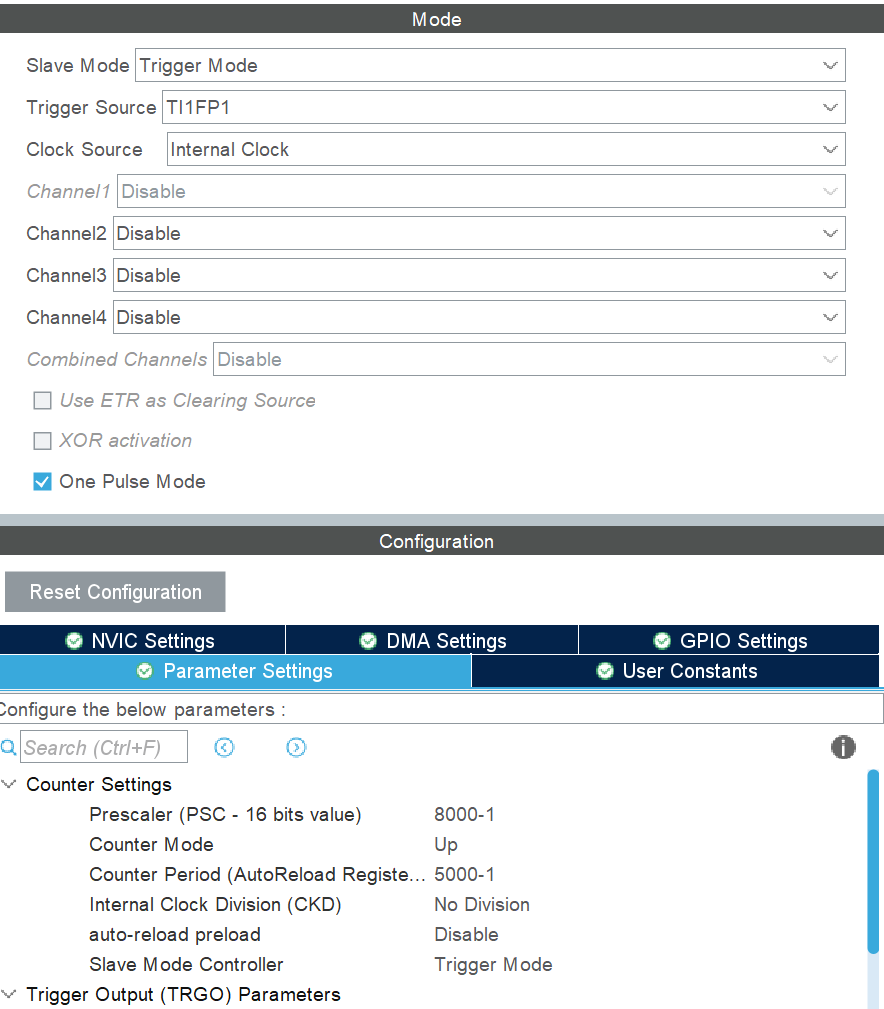 Mode
Slave Mode Trigger Mode
Trigger Source TI1FP1
Clock Source Internal Clock
Channel1 Disable
Channel2 Disable
Channel3 Disable
Channel4 Disable
Combined Channels Disable
Use ETR as Clearing Source
XOR activation
One Pulse Mode
Configuration
Reset Configuration
NVIC Settings DMA Settings GPIO Settings
Parameter Settings User Constants
Configure the below parameters :
Search (Ctrl+F)
Counter Settings
Prescaler (PSC - 16 bits value) 8000-1
Counter Mode Up
Counter Period (AutoReload Registe... 5000-1
Internal Clock Division (CKD) No Division
auto-reload preload Disable
Slave Mode Controller Trigger Mode
Trigger Output (TRGO) Parameters